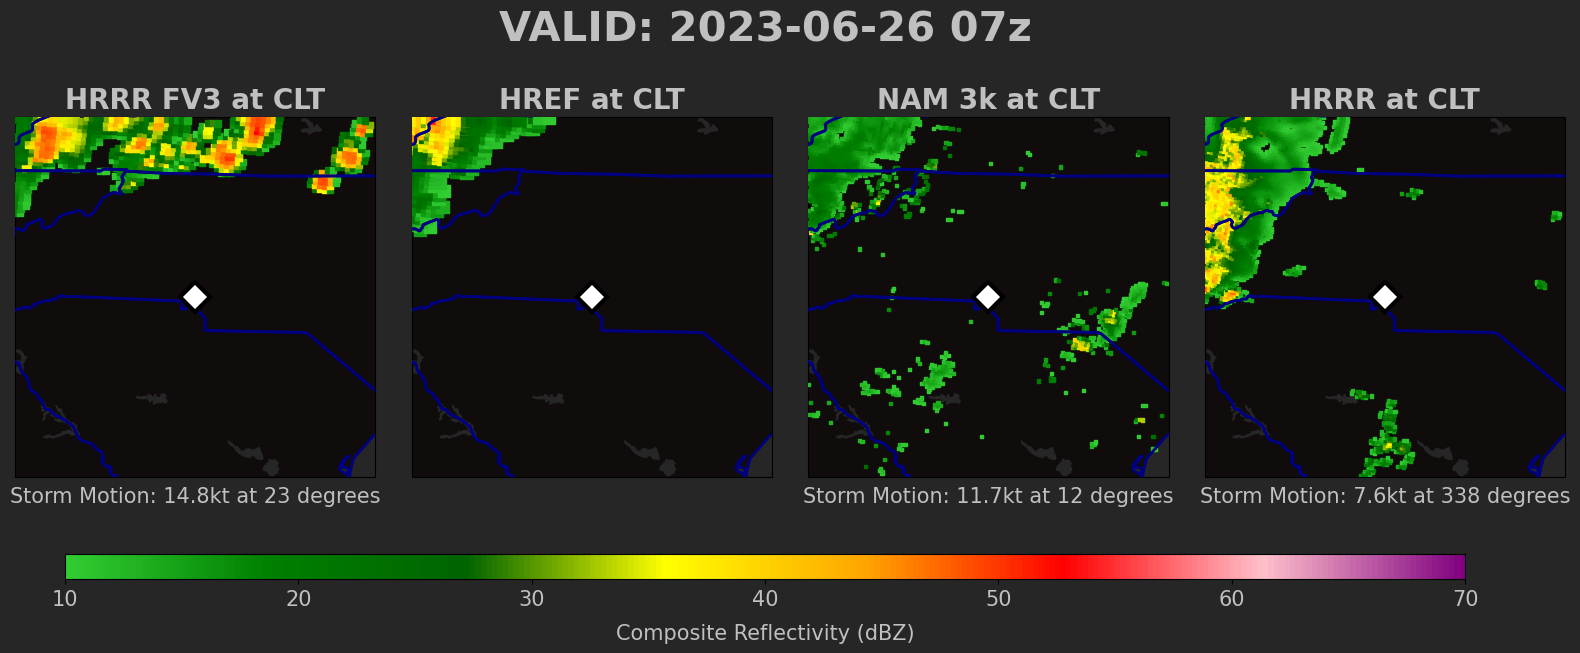 VALID: 2023-06-26 07z
HRRR FV3 at CLT
HREF at CLT
NAM 3k at CLT
HRRR at CLT
Storm Motion: 14.8kt at 23 degrees
Storm Motion: 11.7kt at 12 degrees
Storm Motion: 7.6kt at 338 degrees
10 20 30 40 50 60 70
Composite Reflectivity (dBZ)